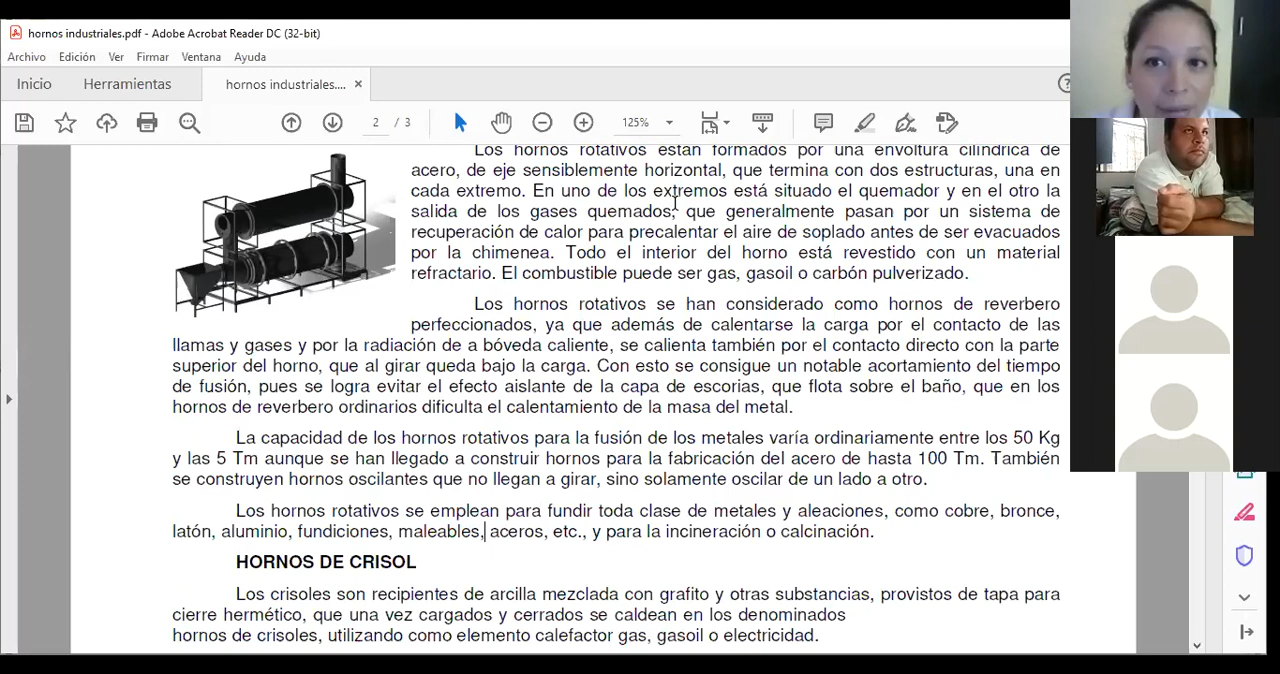 hornos industriales.pdf - Adobe Acrobat Reader DC (32-bit)
Archivo Edición Ver Firmar Ventana Ayuda
Inicio Herramientas hornos industriales.... ×
2 / 3 125%
Los hornos rotativos están formados por una envoltura cilíndrica de
acero, de eje sensiblemente horizontal, que termina con dos estructuras, una en
cada extremo. En uno de los extremos está situado el quemador y en el otro la
salida de los gases quemados, que generalmente pasan por un sistema de
recuperación de calor para precalentar el aire de soplado antes de ser evacuados
por la chimenea. Todo el interior del horno está revestido con un material
refractario. El combustible puede ser gas, gasoil o carbón pulverizado.
Los hornos rotativos se han considerado como hornos de reverbero
perfeccionados, ya que además de calentarse la carga por el contacto de las
llamas y gases y por la radiación de a bóveda caliente, se calienta también por el contacto directo con la parte
superior del horno, que al girar queda bajo la carga. Con esto se consigue un notable acortamiento del tiempo
de fusión, pues se logra evitar el efecto aislante de la capa de escorias, que flota sobre el baño, que en los
hornos de reverbero ordinarios dificulta el calentamiento de la masa del metal.
La capacidad de los hornos rotativos para la fusión de los metales varía ordinariamente entre los 50 Kg
y las 5 Tm aunque se han llegado a construir hornos para la fabricación del acero de hasta 100 Tm. También
se construyen hornos oscilantes que no llegan a girar, sino solamente oscilar de un lado a otro.
Los hornos rotativos se emplean para fundir toda clase de metales y aleaciones, como cobre, bronce,
latón, aluminio, fundiciones, maleables, aceros, etc., y para la incineración o calcinación.
HORNOS DE CRISOL
Los crisoles son recipientes de arcilla mezclada con grafito y otras substancias, provistos de tapa para
cierre hermético, que una vez cargados y cerrados se caldean en los denominados
hornos de crisoles, utilizando como elemento calefactor gas, gasoil o electricidad.